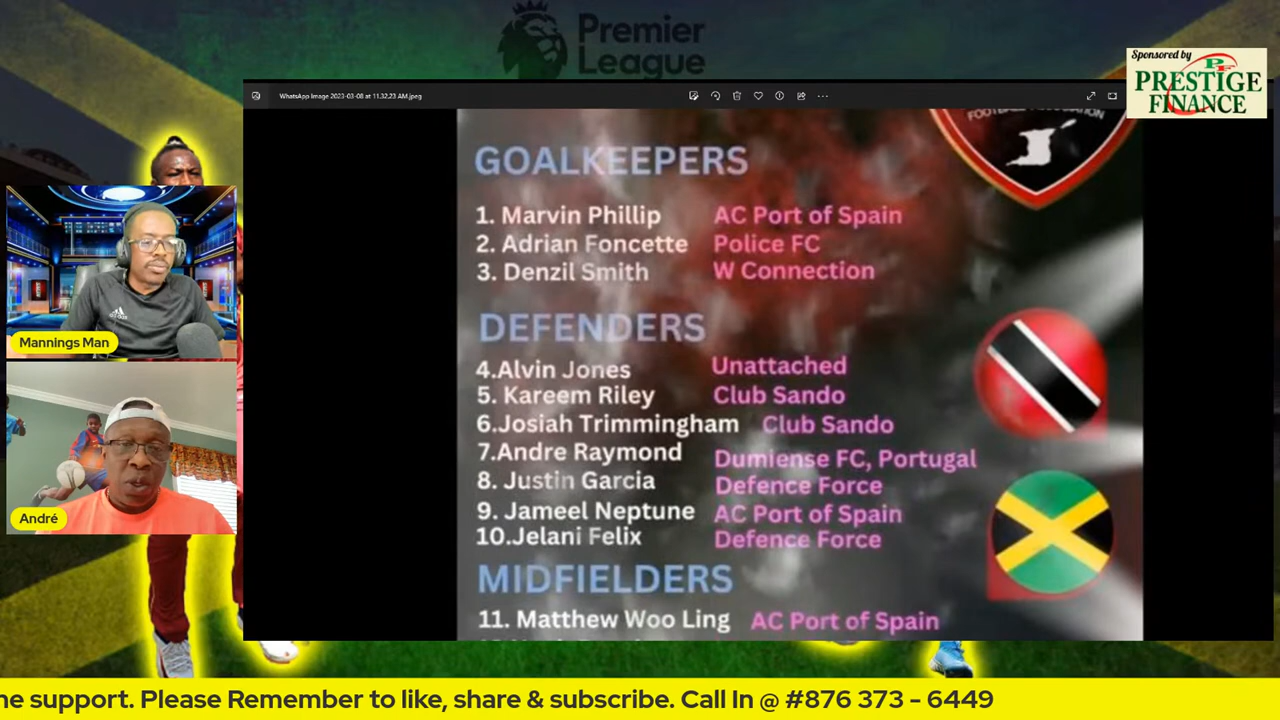 Premier
League
Sponsored by
PF
PRESTIGE
FINANCE
WhatsApp Image 2023-03-08 at 11.32.23 AM.jpeg
FOOTBALL ASSOCIATION
GOALKEEPERS
1. Marvin Phillip AC Port of Spain
2. Adrian Foncette Police FC
3. Denzil Smith W Connection
DEFENDERS
4.Alvin Jones Unattached
5. Kareem Riley Club Sando
6.Josiah Trimmingham Club Sando
7.Andre Raymond Dumiense FC, Portugal
8. Justin Garcia Defence Force
9. Jameel Neptune AC Port of Spain
10.Jelani Felix Defence Force
MIDFIELDERS
11. Matthew Woo Ling AC Port of Spain
Mannings Man
André
ne support. Please Remember to like, share & subscribe. Call In @ #876 373 - 6449